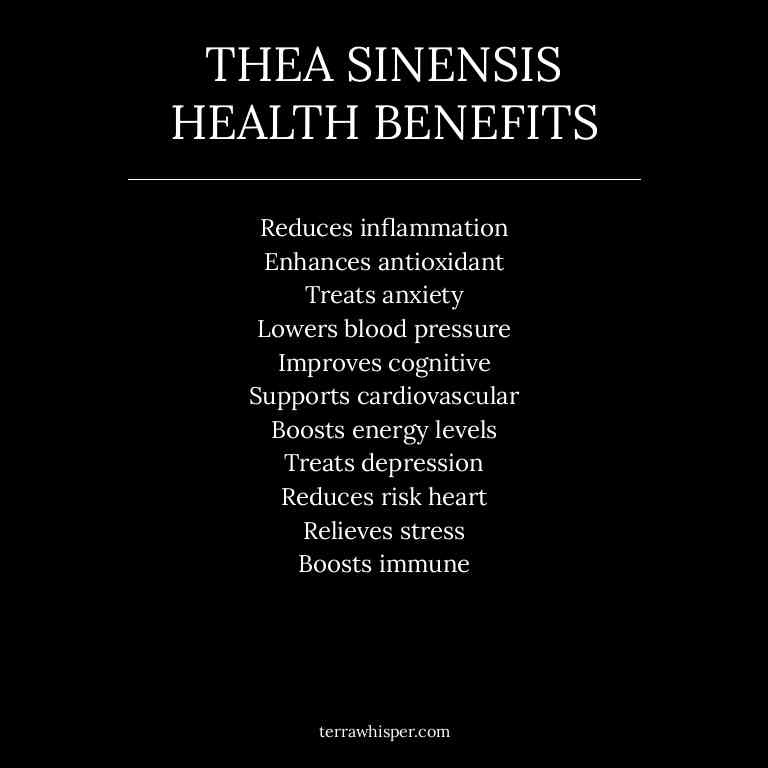 THEA SINENSIS
HEALTH BENEFITS
Reduces inflammation
Enhances antioxidant
Treats anxiety
Lowers blood pressure
Improves cognitive
Supports cardiovascular
Boosts energy levels
Treats depression
Reduces risk heart
Relieves stress
Boosts immune
terrawhisper.com